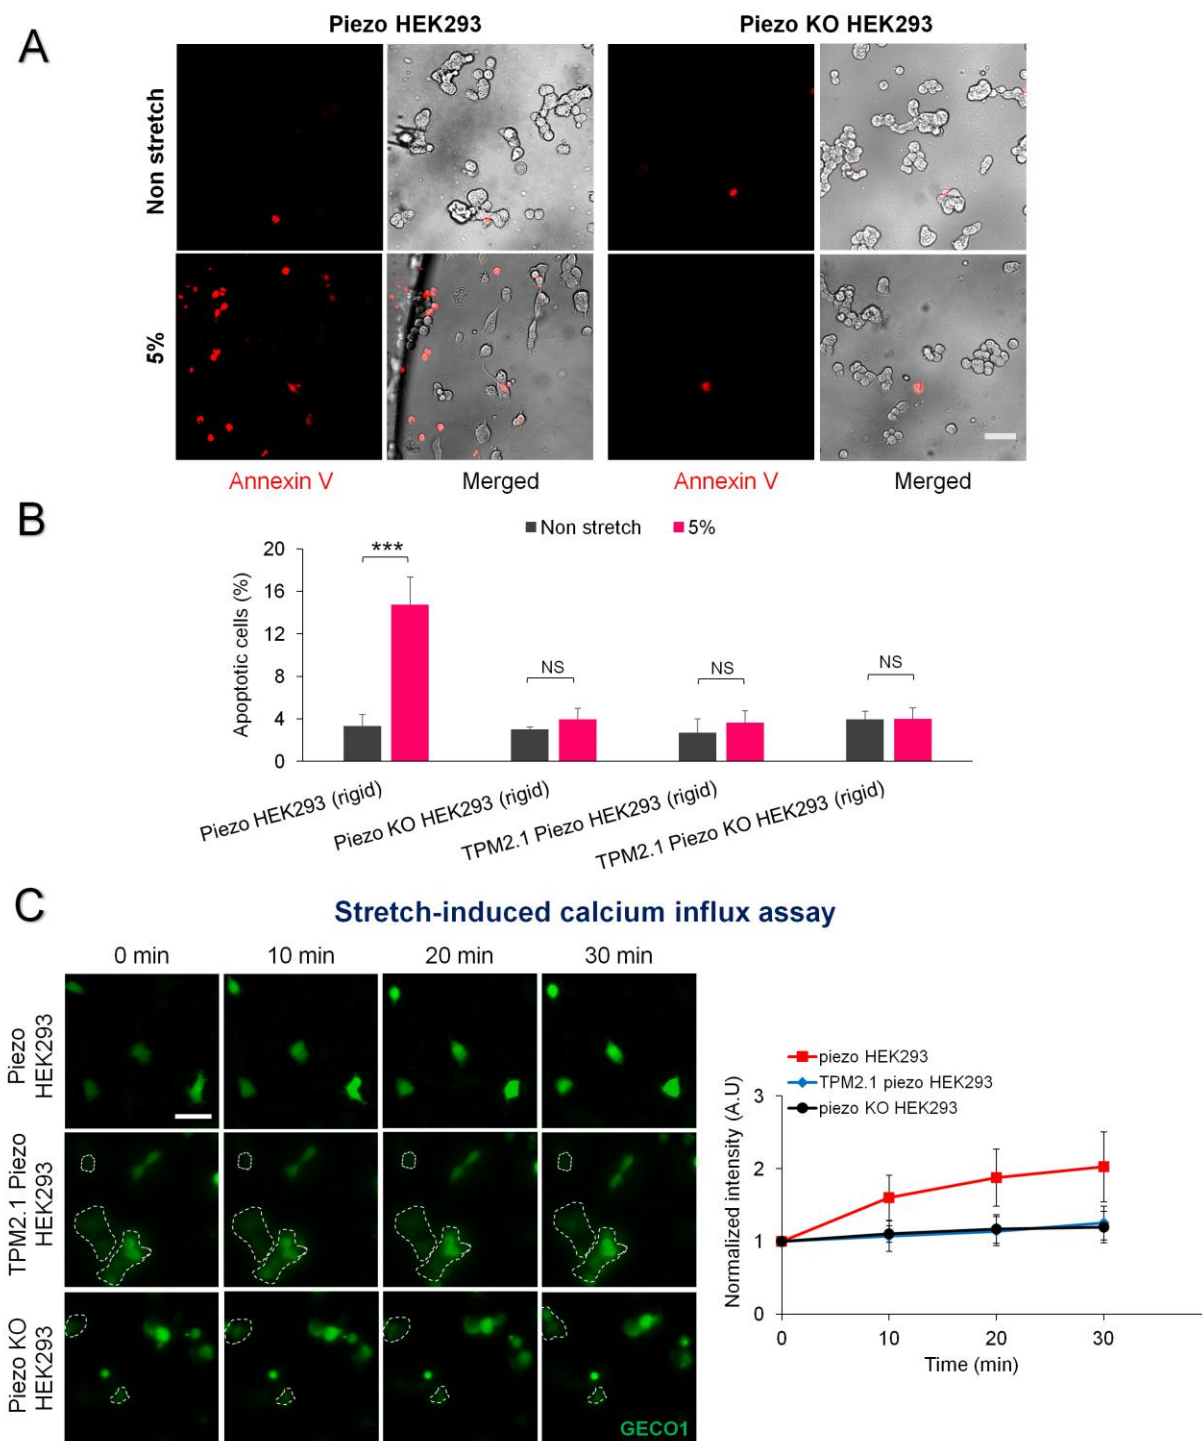 A
Piezo HEK293
Piezo KO HEK293
Non stretch
5%
Annexin V
Merged
Annexin V
Merged
B
Non stretch
5%
Apoptotic cells (%)
20
16
12
8
4
0
***
NS
NS
NS
Piezo HEK293 (rigid)
Piezo KO HEK293 (rigid)
TPM2.1 Piezo HEK293 (rigid)
TPM2.1 Piezo KO HEK293 (rigid)
C
Stretch-induced calcium influx assay
0 min
10 min
20 min
30 min
Piezo
HEK293
TPM2.1 Piezo
HEK293
Piezo KO
HEK293
GECO1
piezo HEK293
TPM2.1 piezo HEK293
piezo KO HEK293
Normalized intensity (A.U)
3
2
1
0
0
10
20
30
Time (min)